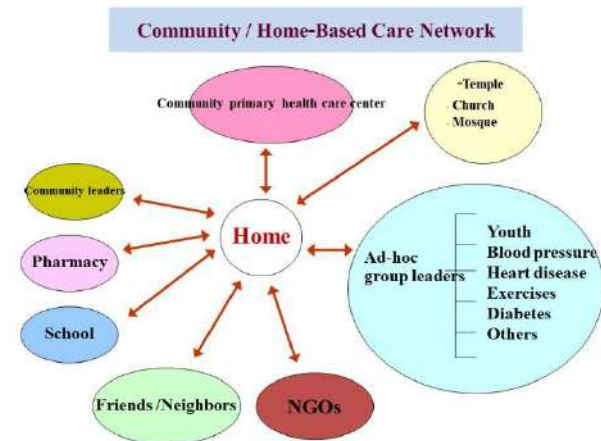 Community / Home-Based Care Network
Community primary health care center
-Temple
. Church
. Mosque
Community leaders
Pharmacy
School
Home
Ad-hoc
group leaders
Youth
Blood pressure
Heart disease
Exercises
Diabetes
Others
Friends /Neighbors
NGOs